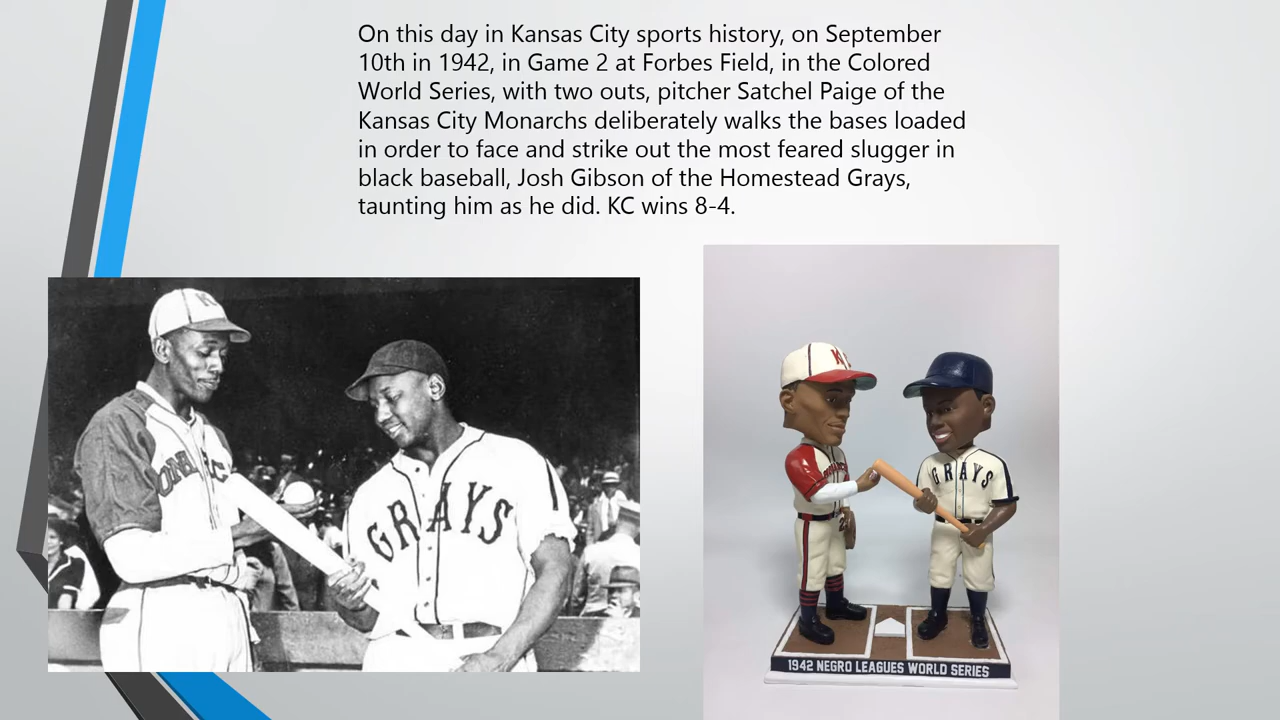 On this day in Kansas City sports history, on September
10th in 1942, in Game 2 at Forbes Field, in the Colored
World Series, with two outs, pitcher Satchel Paige of the
Kansas City Monarchs deliberately walks the bases loaded
in order to face and strike out the most feared slugger in
black baseball, Josh Gibson of the Homestead Grays,
taunting him as he did. KC wins 8-4.
GRAYS
GRAYS
1942 NEGRO LEAGUES WORLD SERIES